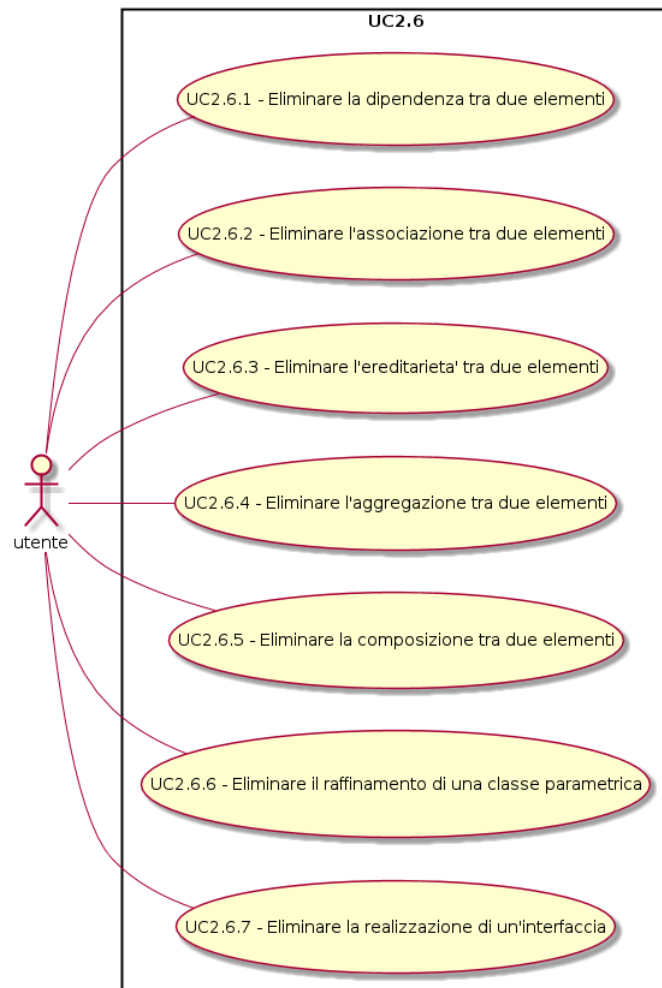 UC2.6
UC2.6.1 - Eliminare la dipendenza tra due elementi
UC2.6.2 - Eliminare l'associazione tra due elementi
UC2.6.3 - Eliminare l'ereditarieta' tra due elementi
UC2.6.4 - Eliminare l'aggregazione tra due elementi
utente
UC2.6.5 - Eliminare la composizione tra due elementi
UC2.6.6 - Eliminare il raffinamento di una classe parametrica
UC2.6.7 - Eliminare la realizzazione di un'interfaccia